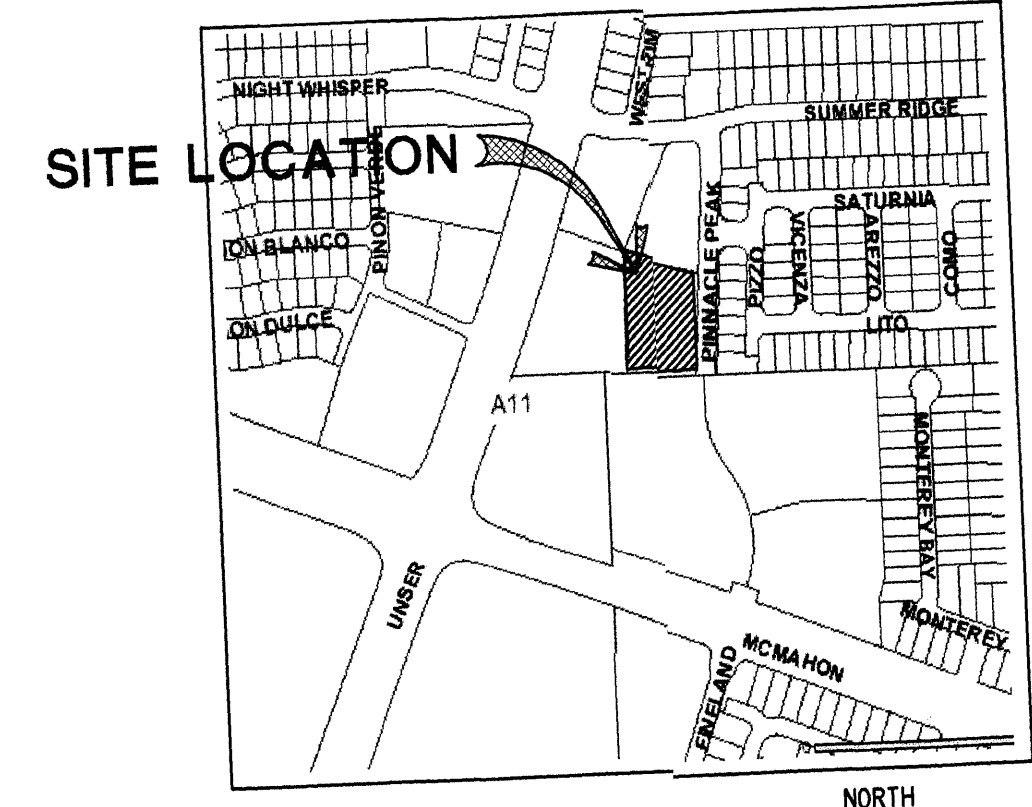 WEST RIM
NIGHT WHISPER
SUMMER RIDGE
SITE LOCATION
PINON VERDE
SATURNIA
PINNACLE PEAK
PIZZO
VICENZA
AREZZO
COMO
ON BLANCO
ON DULCE
LITO
A11
MONTEREY BAY
UNSER
MONTEREY
MCMAHON
FINELAND
NORTH